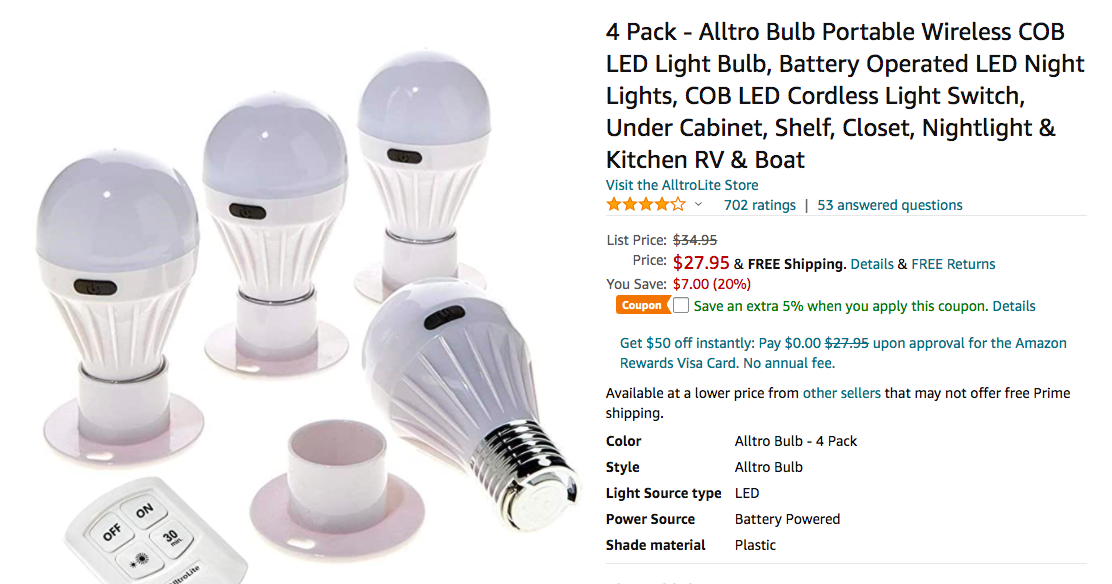 4 Pack - Alltro Bulb Portable Wireless COB
LED Light Bulb, Battery Operated LED Night
Lights, COB LED Cordless Light Switch,
Under Cabinet, Shelf, Closet, Nightlight &
Kitchen RV & Boat
Visit the AlltroLite Store
702 ratings | 53 answered questions
List Price: $34.95
Price: $27.95 & FREE Shipping. Details & FREE Returns
You Save: $7.00 (20%)
Coupon Save an extra 5% when you apply this coupon. Details
Get $50 off instantly: Pay $0.00 $27.95 upon approval for the Amazon
Rewards Visa Card. No annual fee.
Available at a lower price from other sellers that may not offer free Prime
shipping.
Color Alltro Bulb - 4 Pack
Style Alltro Bulb
Light Source type LED
Power Source Battery Powered
Shade material Plastic
OFF ON
30
min.
AlltroLite